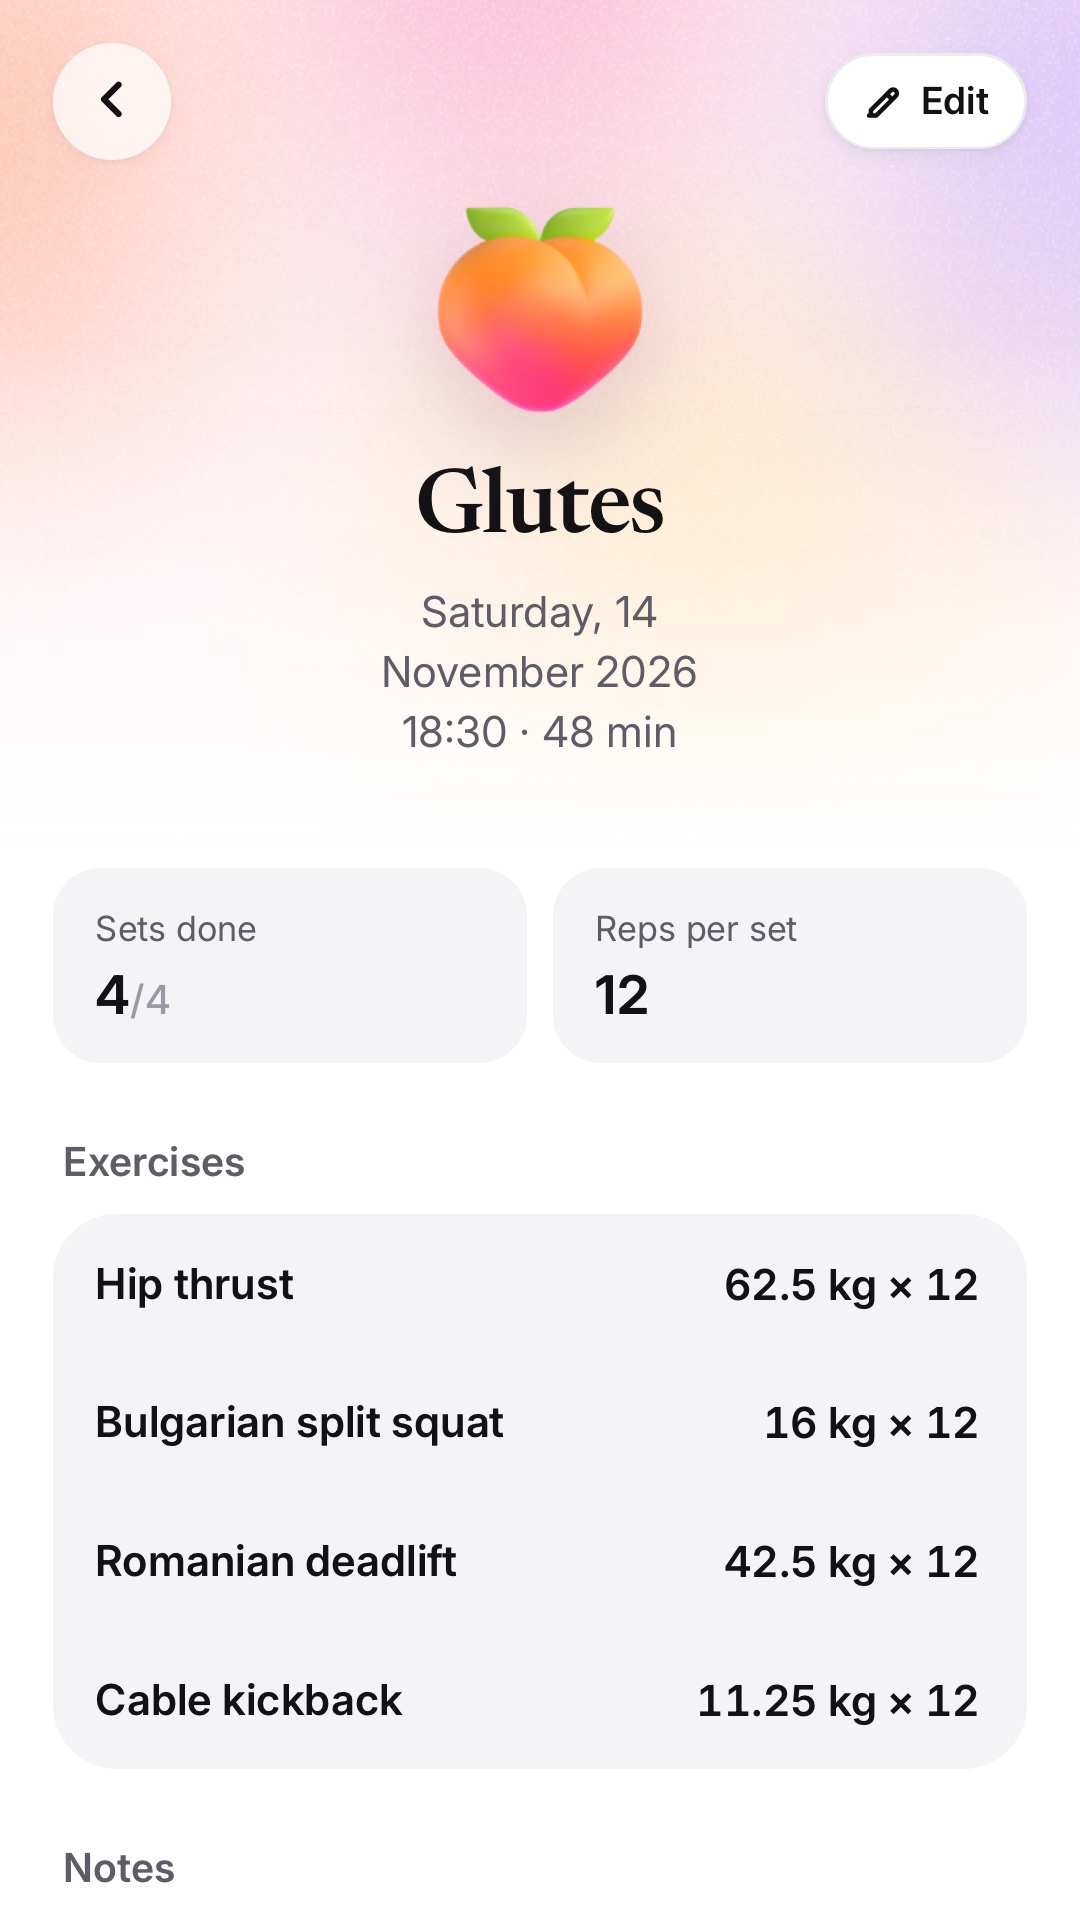 Edit
Glutes
Saturday, 14
November 2026
18:30 · 48 min
Sets done
4/4
Reps per set
12
Exercises
Hip thrust
62.5 kg × 12
Bulgarian split squat
16 kg × 12
Romanian deadlift
42.5 kg × 12
Cable kickback
11.25 kg × 12
Notes